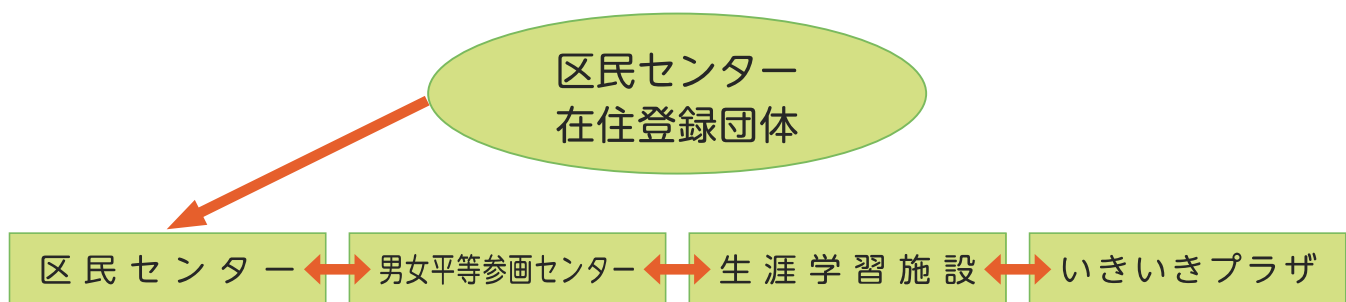 区民センター
在住登録団体
区民センター
男女平等参画センター
生涯学習施設
いきいきプラザ